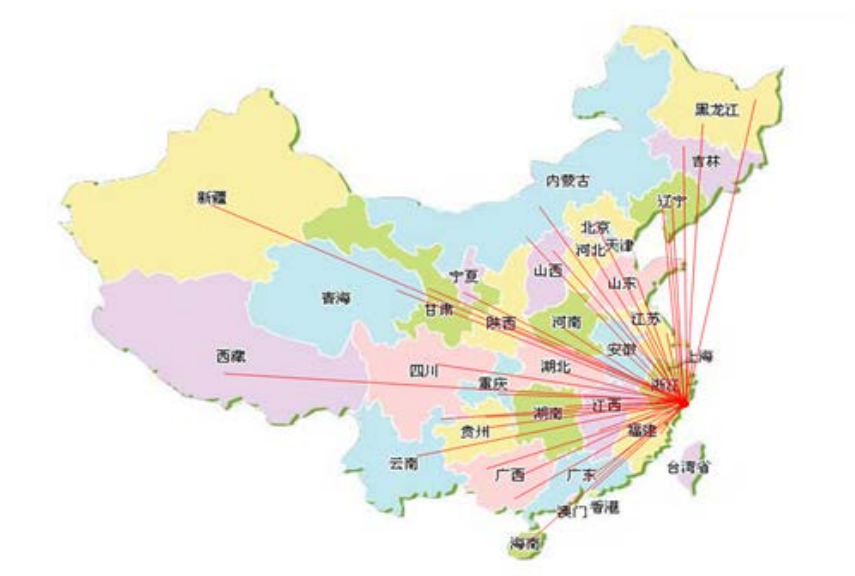 黑龙江
吉林
内蒙古
新疆
辽宁
北京
天津
河北
山西
宁夏
山东
青海
甘肃
陕西
河南
江苏
安徽
上海
西藏
四川
湖北
重庆
浙江
江西
湖南
贵州
福建
云南
台湾省
广西
广东
香港
澳门
海南